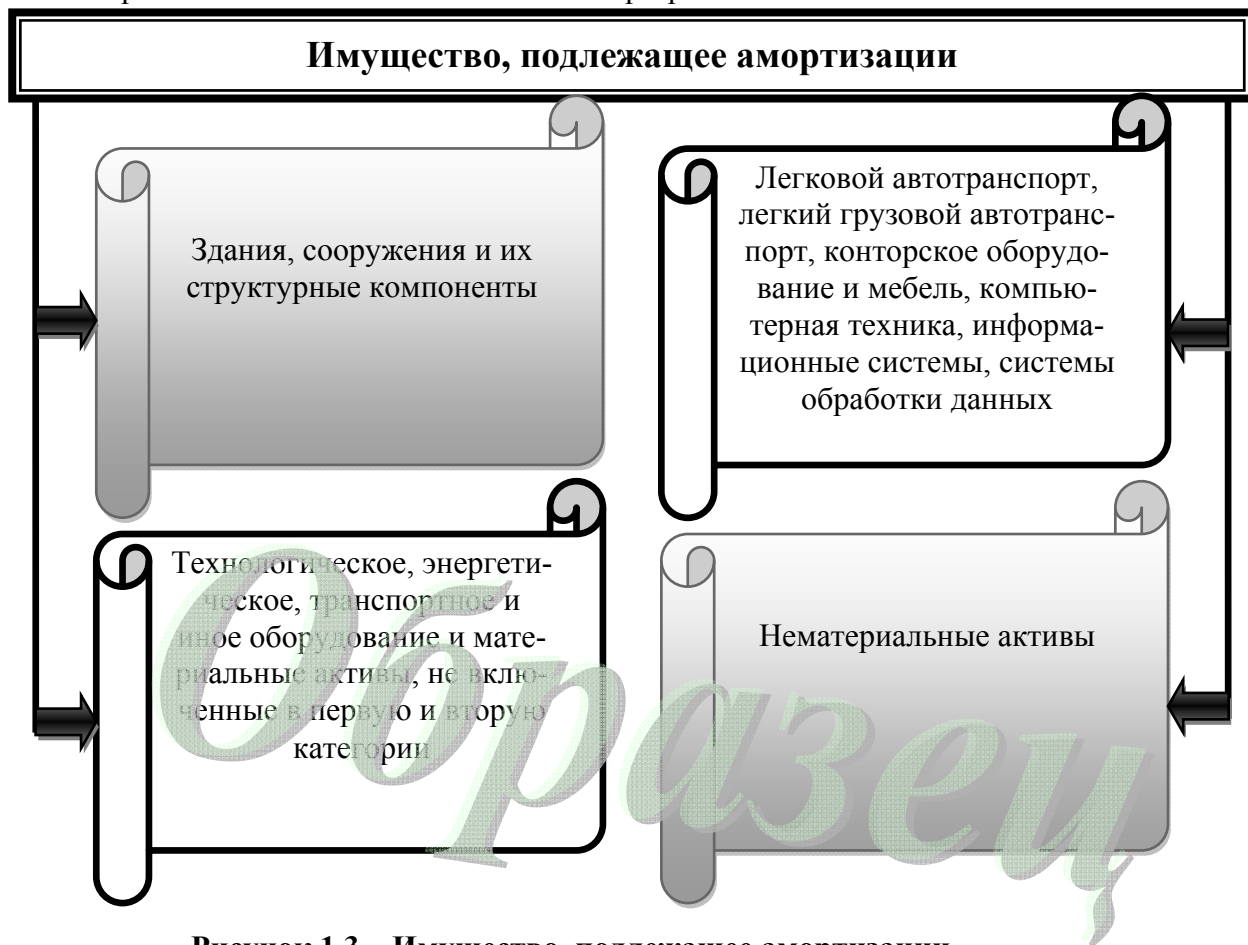 Имущество, подлежащее амортизации
Здания, сооружения и их
структурные компоненты
Легковой автотранспорт,
легкий грузовой автотранс-
порт, конторское оборудо-
вание и мебель, компью-
терная техника, информа-
ционные системы, системы
обработки данных
Технологическое, энергети-
ческое, транспортное и
иное оборудование и мате-
риальные активы, не вклю-
ченные в первую и вторую
категории
Нематериальные активы
Образец
Рисунок 1.3 – Имущество, подлежащее амортизации